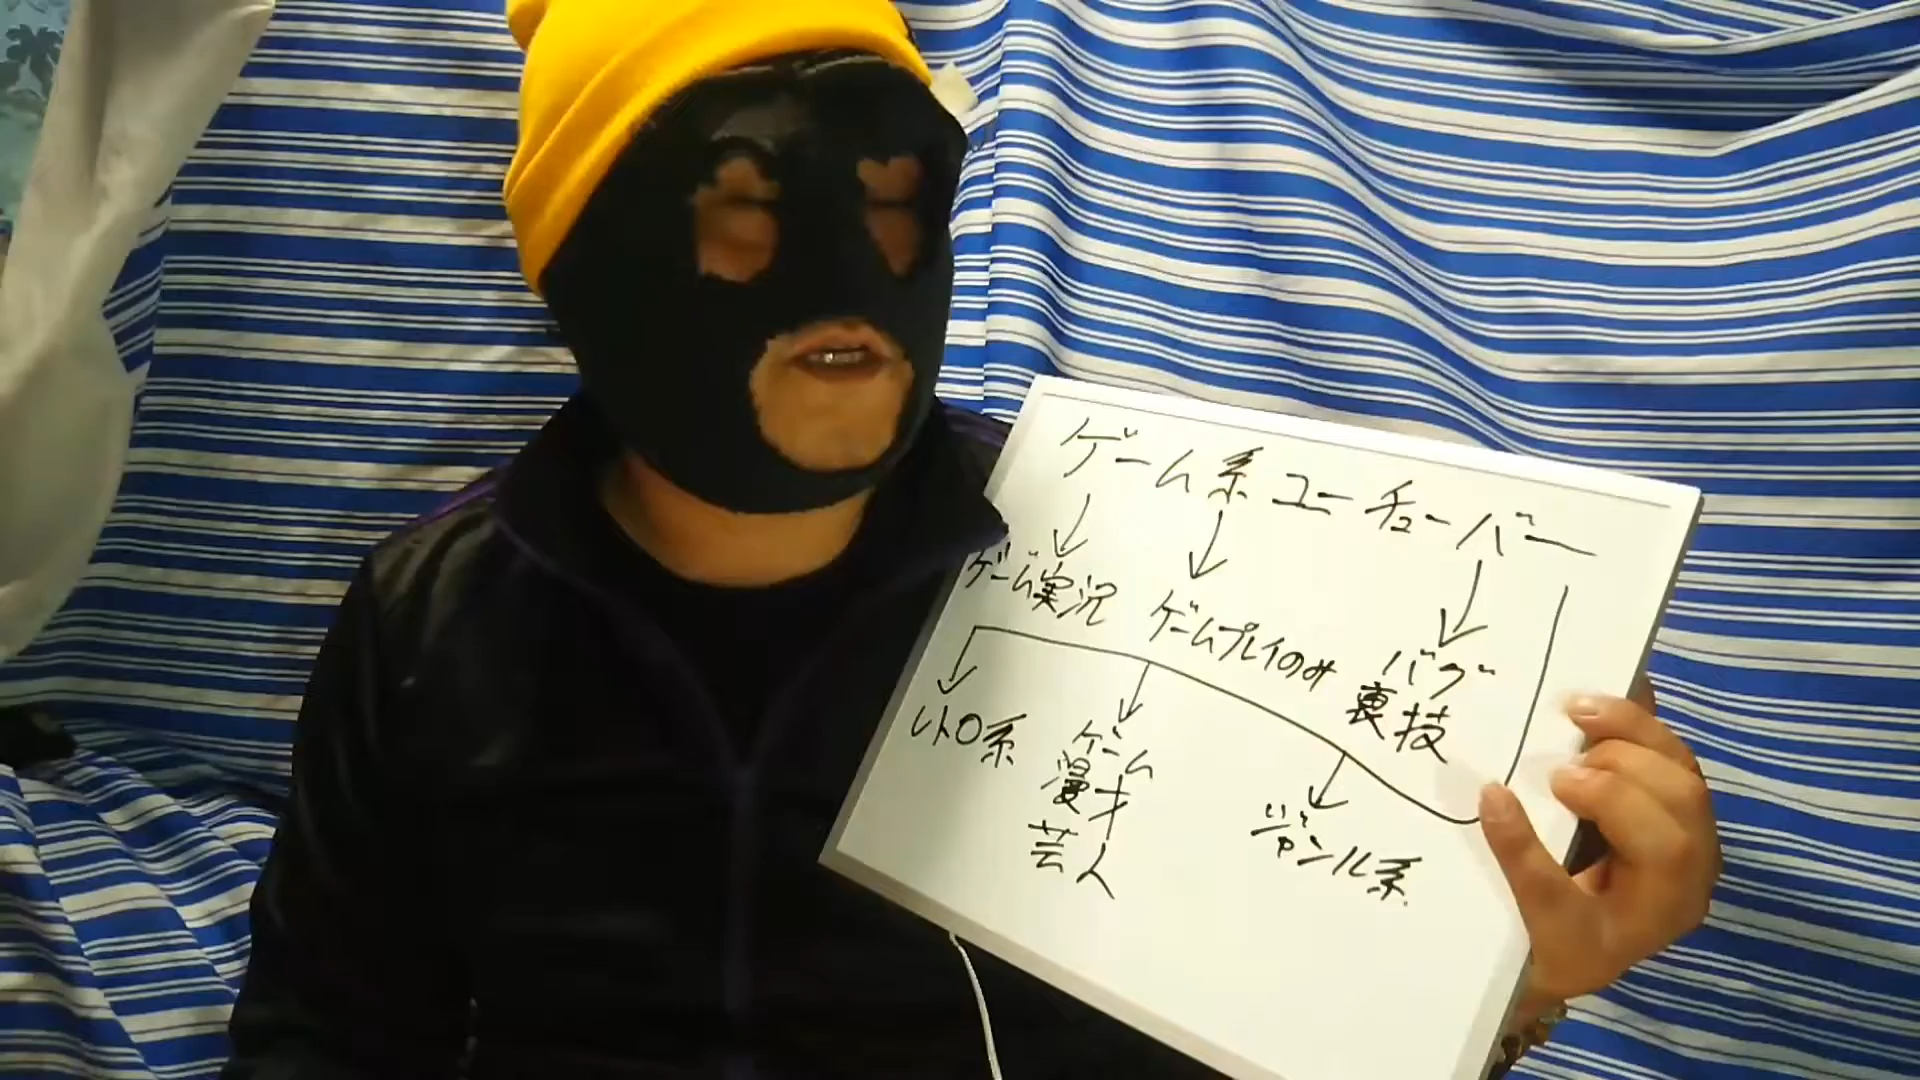 ゲーム系ユーチューバー
ゲーム実況
ゲームプレイのみ
バグ
裏技
レトロ系
ゲーム
漫才
芸人
ジャンル系